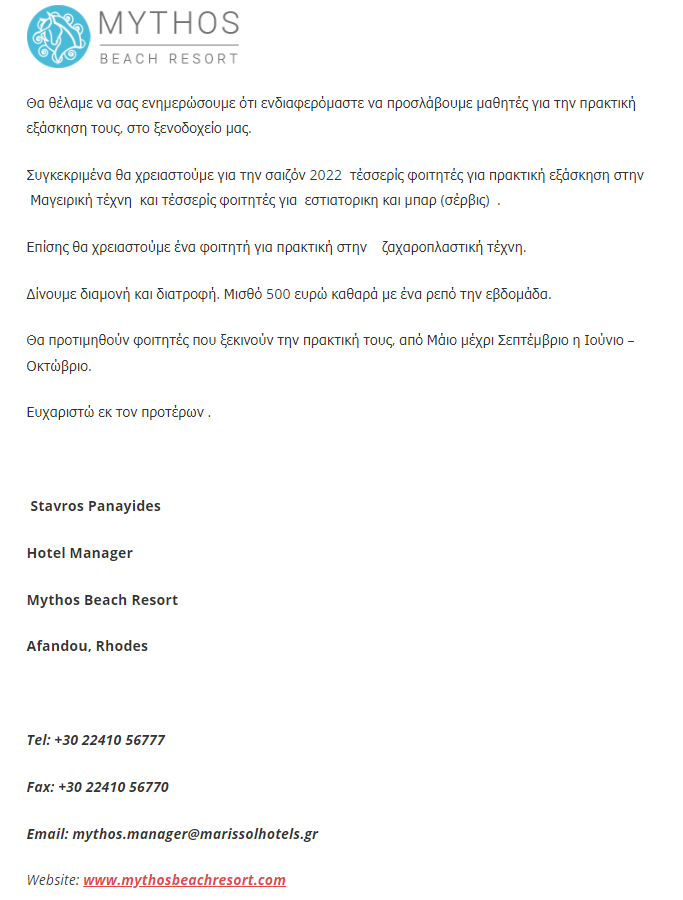 MYTHOS
BEACH RESORT
Θα θέλαμε να σας ενημερώσουμε ότι ενδιαφερόμαστε να προσλάβουμε μαθητές για την πρακτική
εξάσκηση τους, στο ξενοδοχείο μας.
Συγκεκριμένα θα χρειαστούμε για την σαιζόν 2022 τέσσερίς φοιτητές για πρακτική εξάσκηση στην
Μαγειρική τέχνη και τέσσερίς φοιτητές για εστιατορικη και μπαρ (σέρβις) .
Επίσης θα χρειαστούμε ένα φοιτητή για πρακτική στην ζαχαροπλαστική τέχνη.
Δίνουμε διαμονή και διατροφή. Μισθό 500 ευρώ καθαρά με ένα ρεπό την εβδομάδα.
Θα προτιμηθούν φοιτητές που ξεκινούν την πρακτική τους, από Μάιο μέχρι Σεπτέμβριο η Ιούνιο –
Οκτώβριο.
Ευχαριστώ εκ τον προτέρων .
Stavros Panayides
Hotel Manager
Mythos Beach Resort
Afandou, Rhodes
Tel: +30 22410 56777
Fax: +30 22410 56770
Email: mythos.manager@marissolhotels.gr
Website: www.mythosbeachresort.com